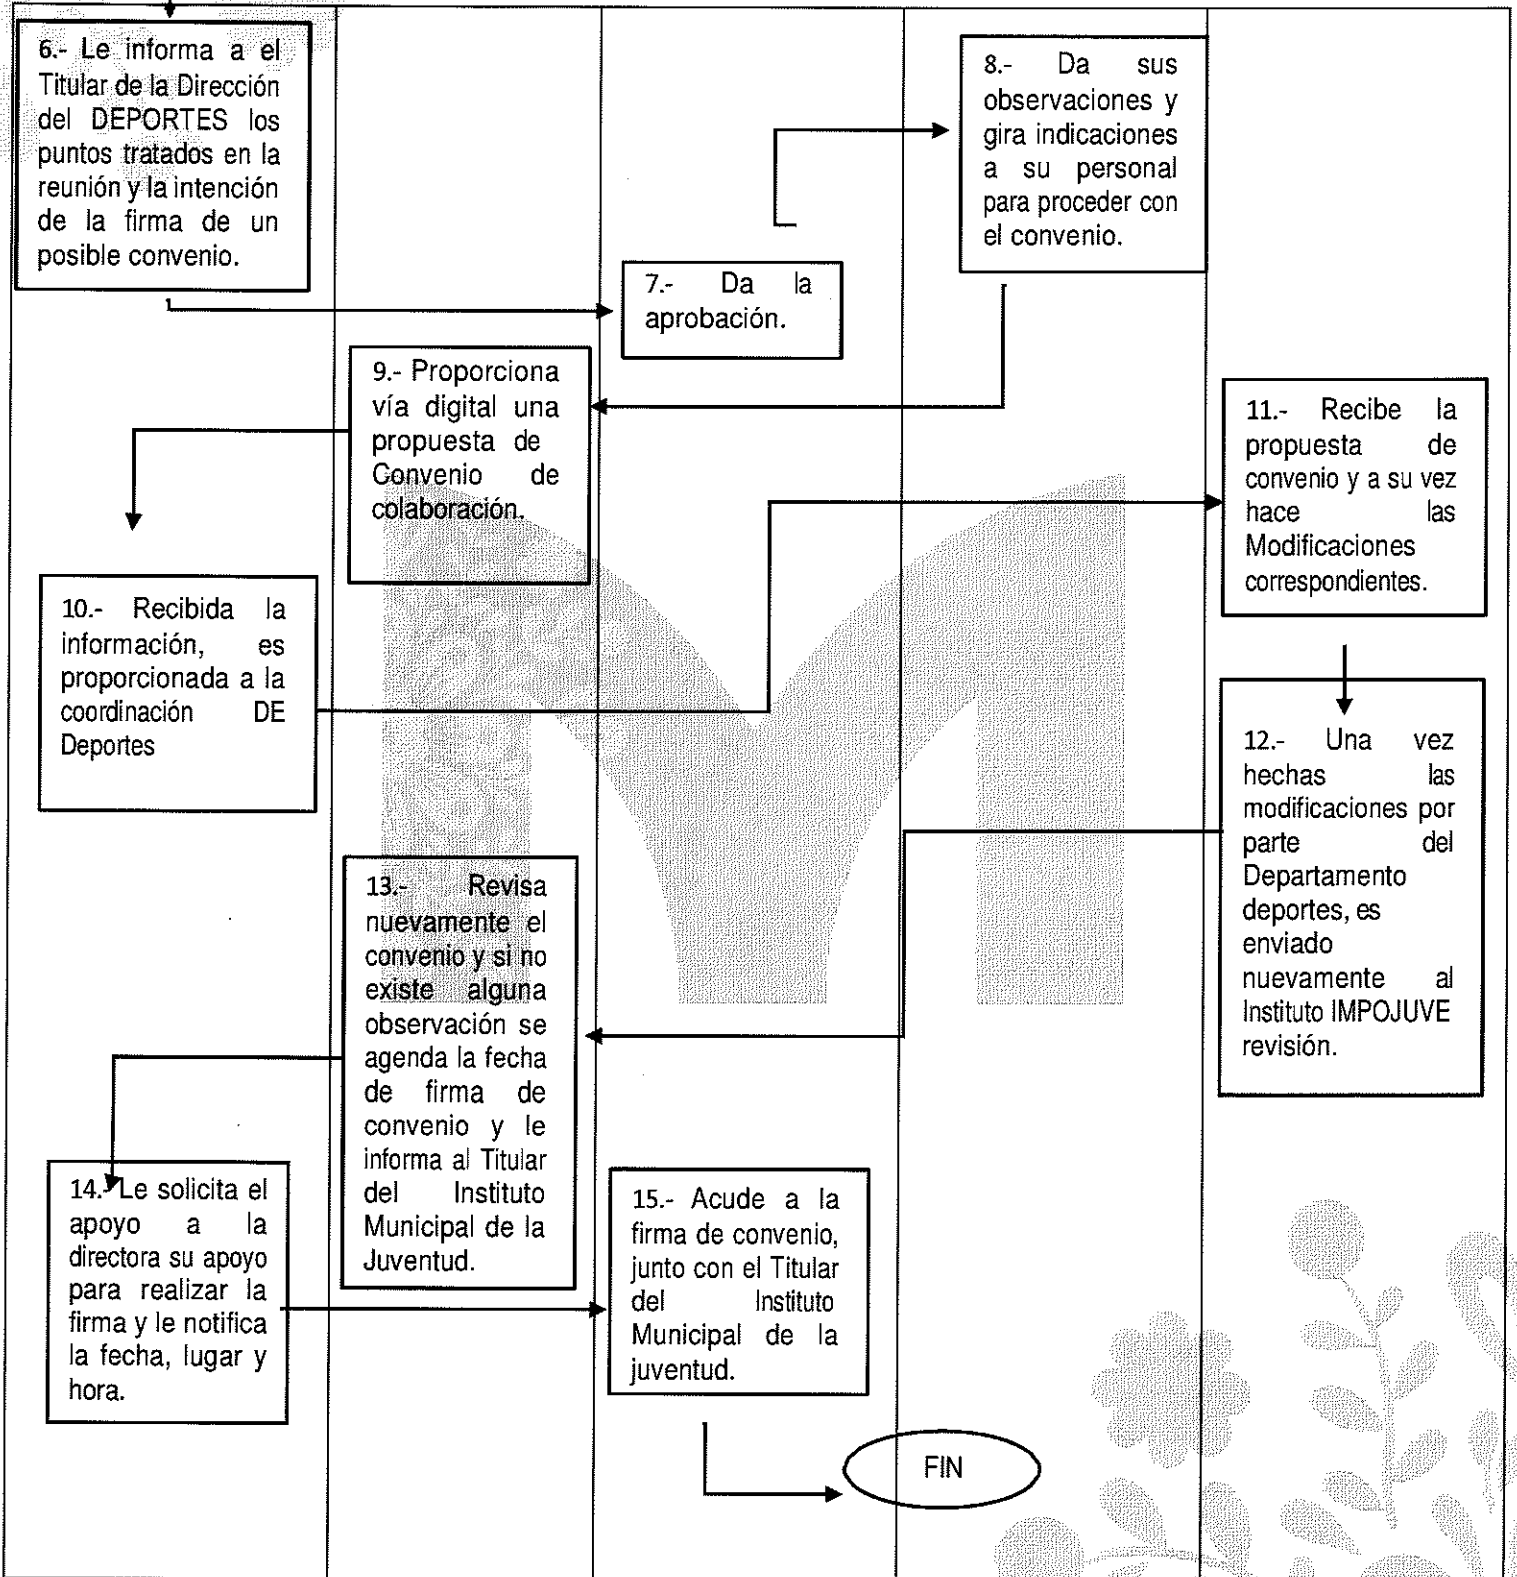 6.- Le informa a el
Titular de la Dirección
del DEPORTES los
puntos tratados en la
reunión y la intención
de la firma de un
posible convenio.
7.- Da la
aprobación.
8.- Da sus
observaciones y
gira indicaciones
a su personal
para proceder con
el convenio.
9.- Proporciona
vía digital una
propuesta de
Convenio de
colaboración.
10.- Recibida la
información, es
proporcionada a la
coordinación DE
Deportes
11.- Recibe la
propuesta de
convenio y a su vez
hace las
Modificaciones
correspondientes.
12.- Una vez
hechas las
modificaciones por
parte del
Departamento
deportes, es
enviado
nuevamente al
Instituto IMPOJUVE
revisión.
13.- Revisa
nuevamente el
convenio y si no
existe alguna
observación se
agenda la fecha
de firma de
convenio y le
informa al Titular
del Instituto
Municipal de la
Juventud.
14.- Le solicita el
apoyo a la
directora su apoyo
para realizar la
firma y le notifica
la fecha, lugar y
hora.
15.- Acude a la
firma de convenio,
junto con el Titular
del Instituto
Municipal de la
juventud.
FIN